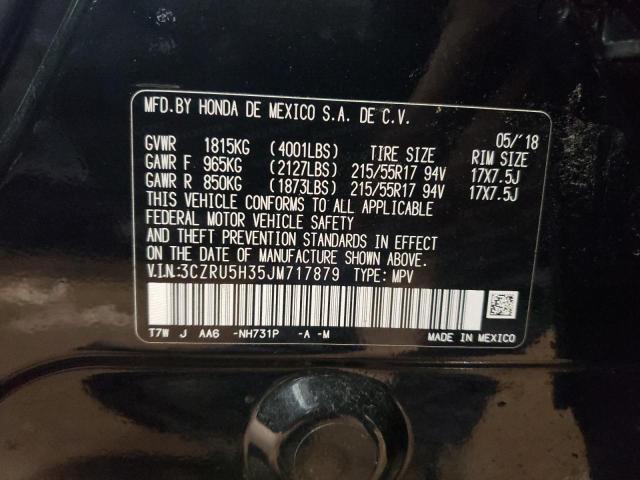 MFD.BY HONDA DE MEXICO S.A. DE C.V.
05/'18
GVWR 1815KG (4001LBS) TIRE SIZE RIM SIZE
GAWR F 965KG (2127LBS) 215/55R17 94V 17X7.5J
GAWR R 850KG (1873LBS) 215/55R17 94V 17X7.5J
THIS VEHICLE CONFORMS TO ALL APPLICABLE
FEDERAL MOTOR VEHICLE SAFETY
AND THEFT PREVENTION STANDARDS IN EFFECT
ON THE DATE OF MANUFACTURE SHOWN ABOVE.
V.I.N.:3CZRU5H35JM717879 TYPE: MPV
T7W J AA6 -NH731P -A -M MADE IN MEXICO